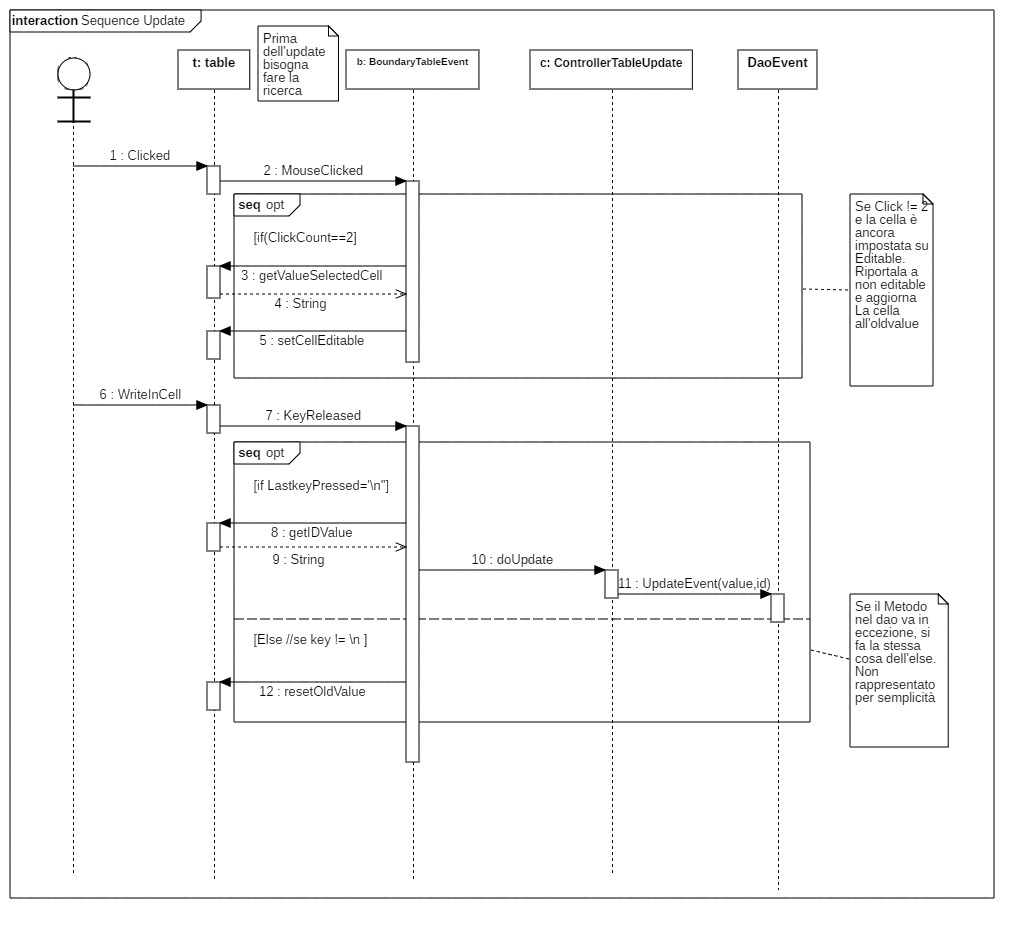 interaction Sequence Update
Prima
dell'update
bisogna
fare la
ricerca
t: table
b: BoundaryTableEvent
c: ControllerTableUpdate
DaoEvent
1 : Clicked
2 : MouseClicked
seq opt
[if(ClickCount==2]
3 : getValueSelectedCell
4 : String
5 : setCellEditable
Se Click != 2
e la cella è
ancora
impostata su
Editable.
Riportala a
non editable
e aggiorna
La cella
all'oldvalue
6 : WriteInCell
7 : KeyReleased
seq opt
[if LastkeyPressed='\n"]
8 : getIDValue
9 : String
10 : doUpdate
11 : UpdateEvent(value,id)
[Else //se key != \n ]
12 : resetOldValue
Se il Metodo
nel dao va in
eccezione, si
fa la stessa
cosa dell'else.
Non
rappresentato
per semplicità